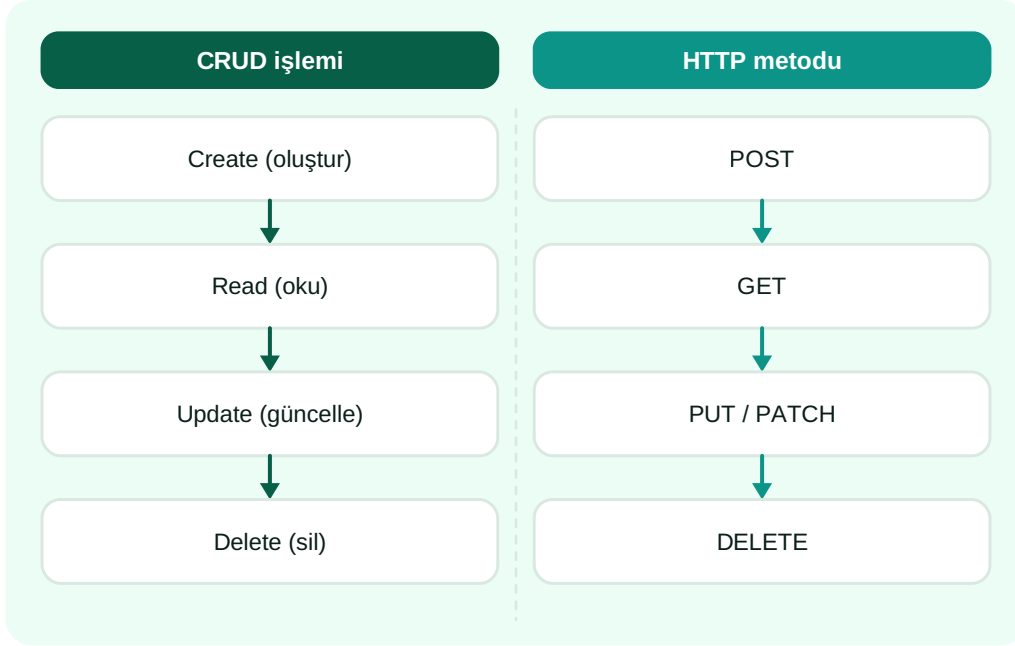 CRUD işlemi
HTTP metodu
Create (oluştur)
POST
Read (oku)
GET
Update (güncelle)
PUT / PATCH
Delete (sil)
DELETE